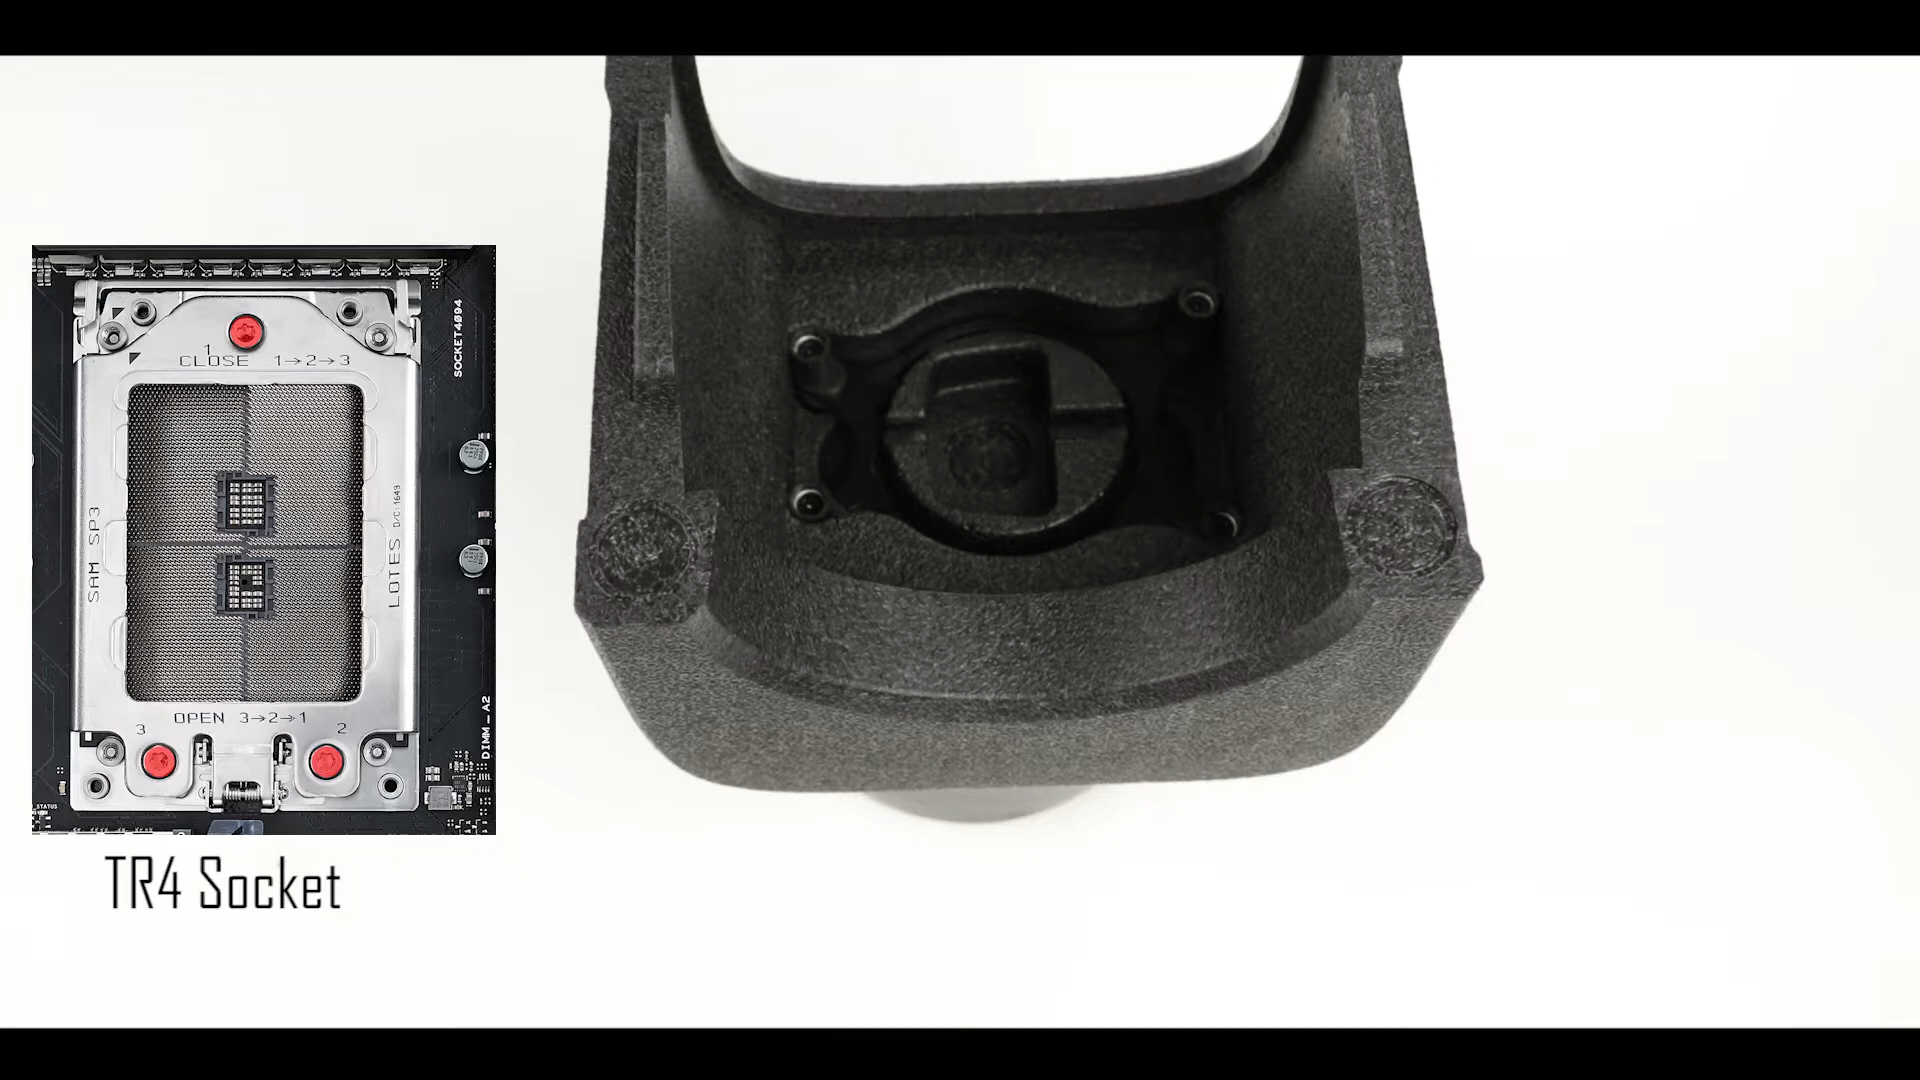 SOCKET4094
1
CLOSE 1→2→3
SAM SP3
LOTES D/C:1649
OPEN 3→2→1
3
2
DIMM_A2
_STATUS
TR4 Socket